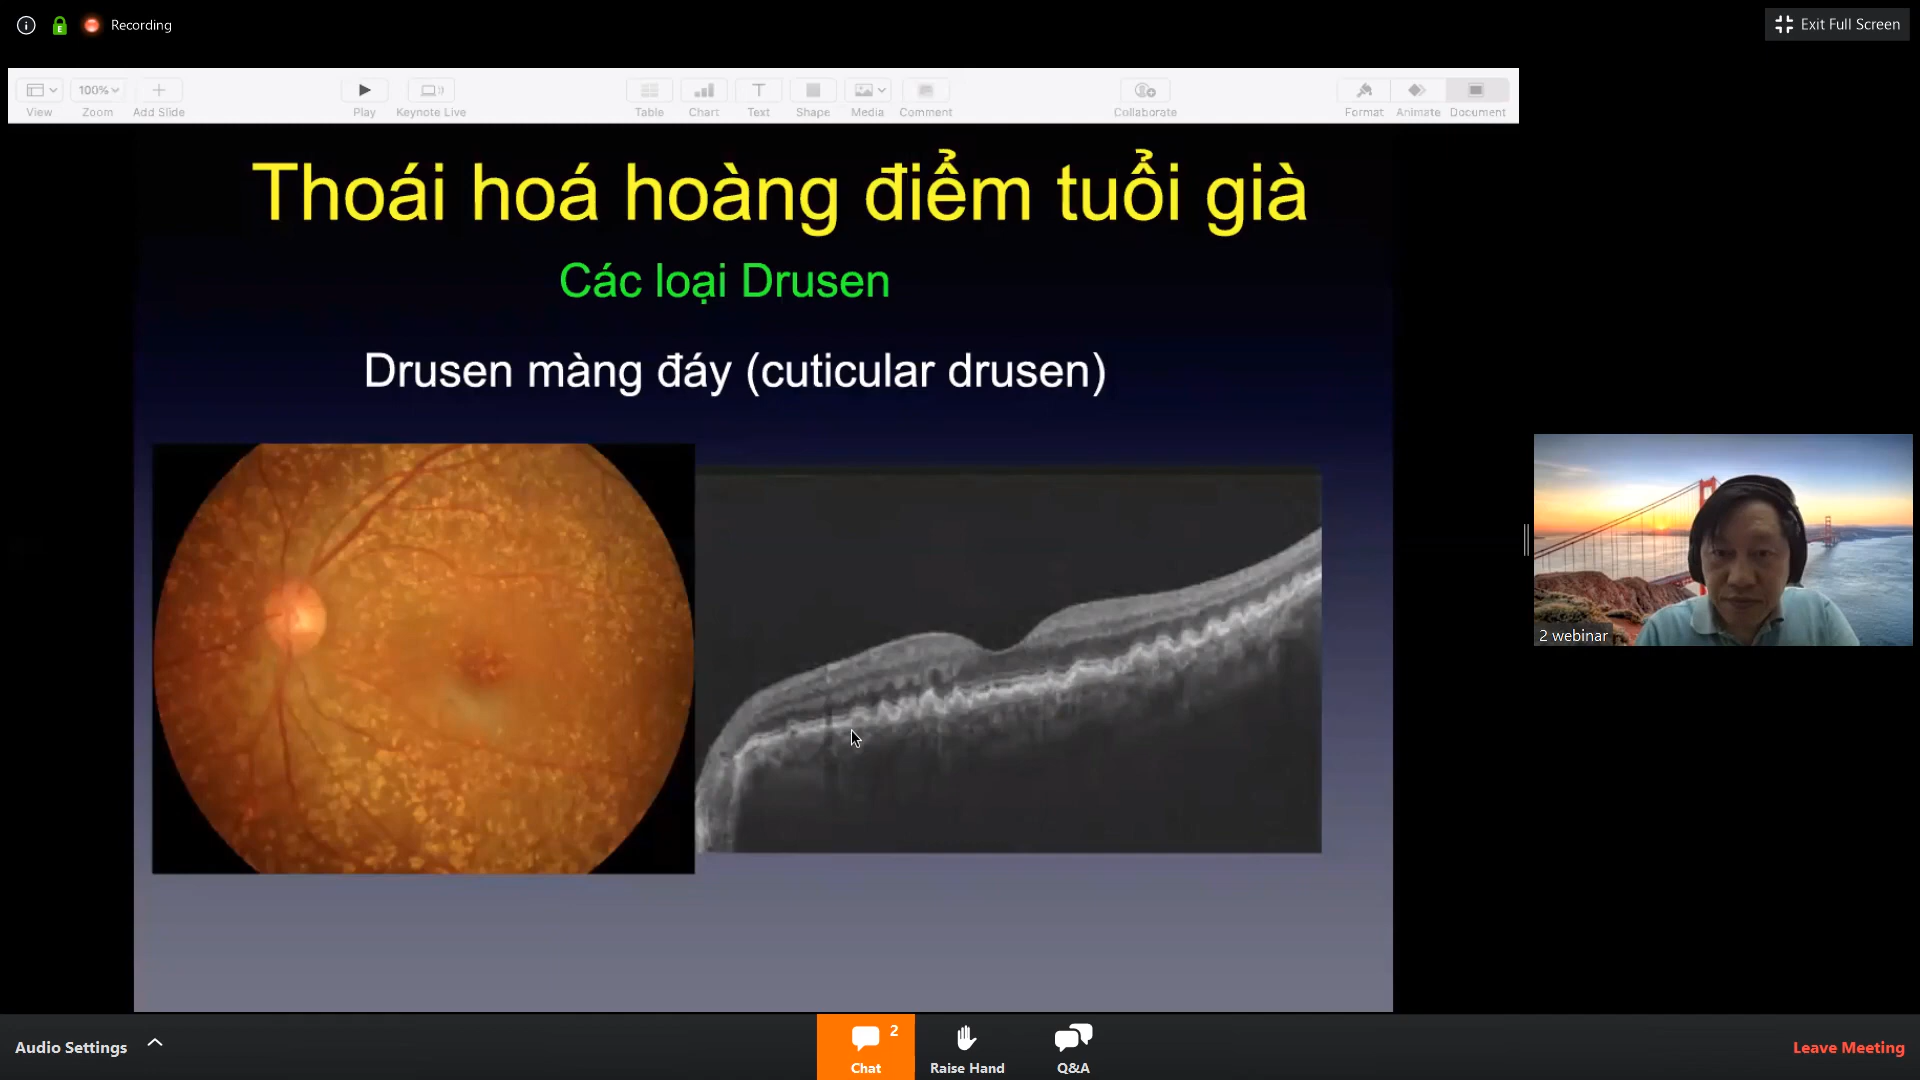 Recording
Exit Full Screen
100%
View
Zoom
Add Slide
Play
Keynote Live
Table
Chart
Text
Shape
Media
Comment
Collaborate
Format
Animate
Document
Thoái hoá hoàng điểm tuổi già
Các loại Drusen
Drusen màng đáy (cuticular drusen)
2 webinar
Audio Settings
2
Chat
Raise Hand
Q&A
Leave Meeting